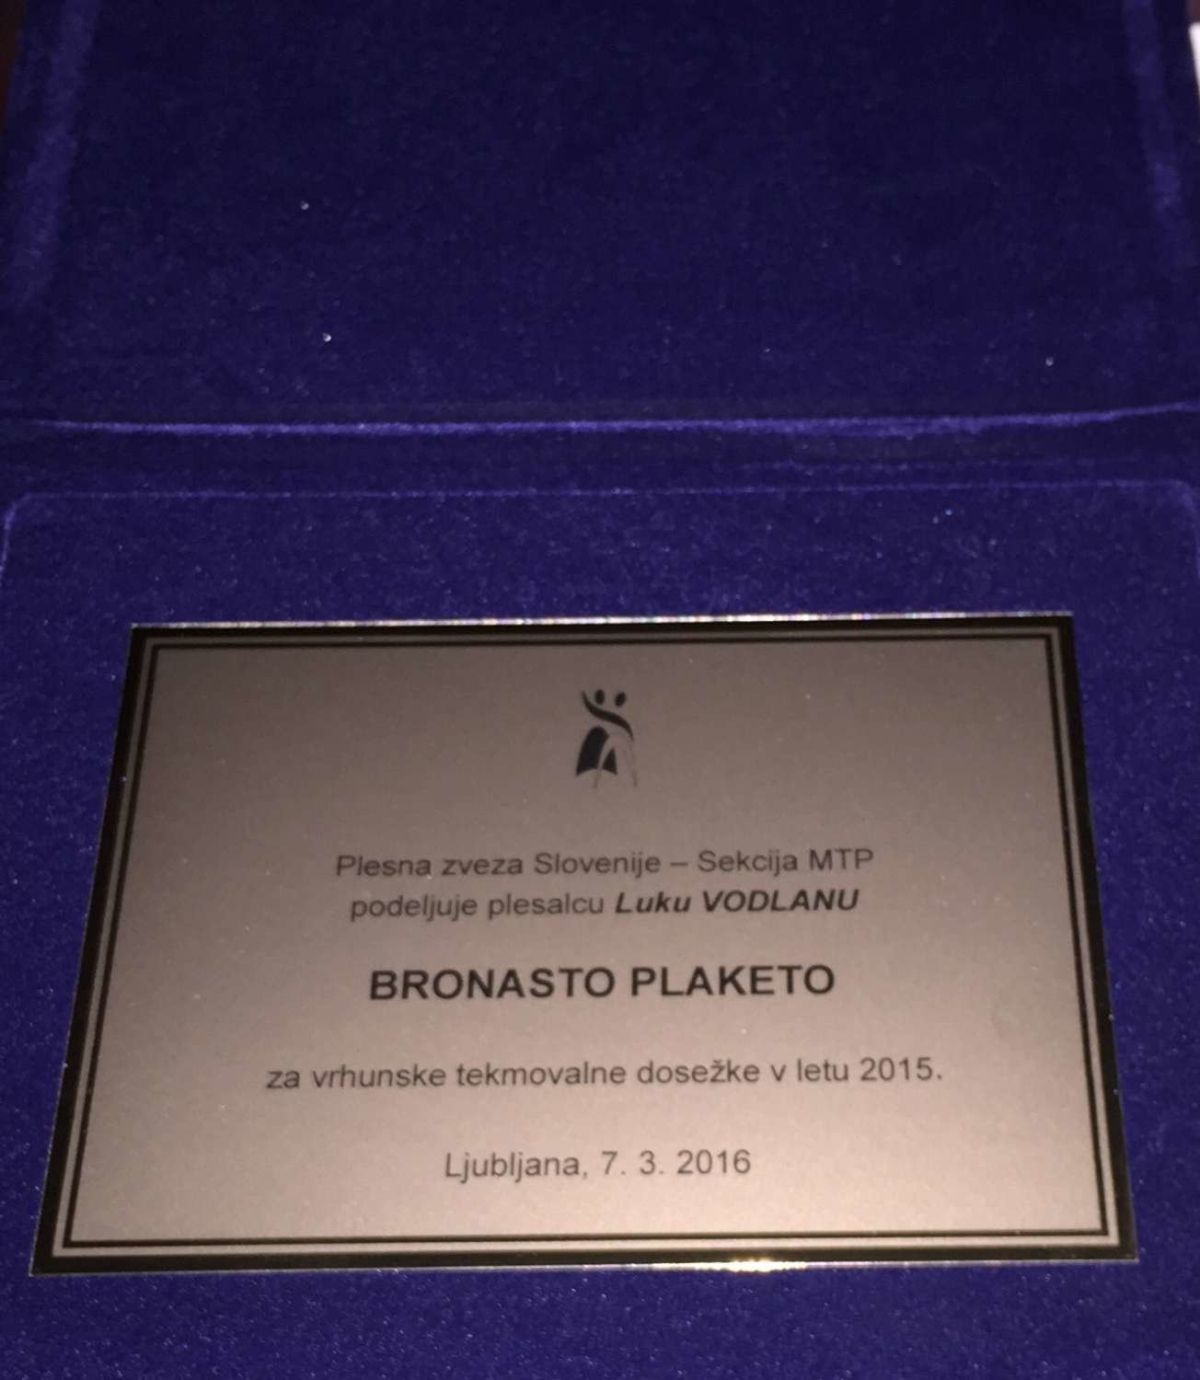 Plesna zveza Slovenije – Sekcija MTP
podeljuje plesalcu Luku VODLANU
BRONASTO PLAKETO
za vrhunske tekmovalne dosežke v letu 2015.
Ljubljana, 7. 3. 2016